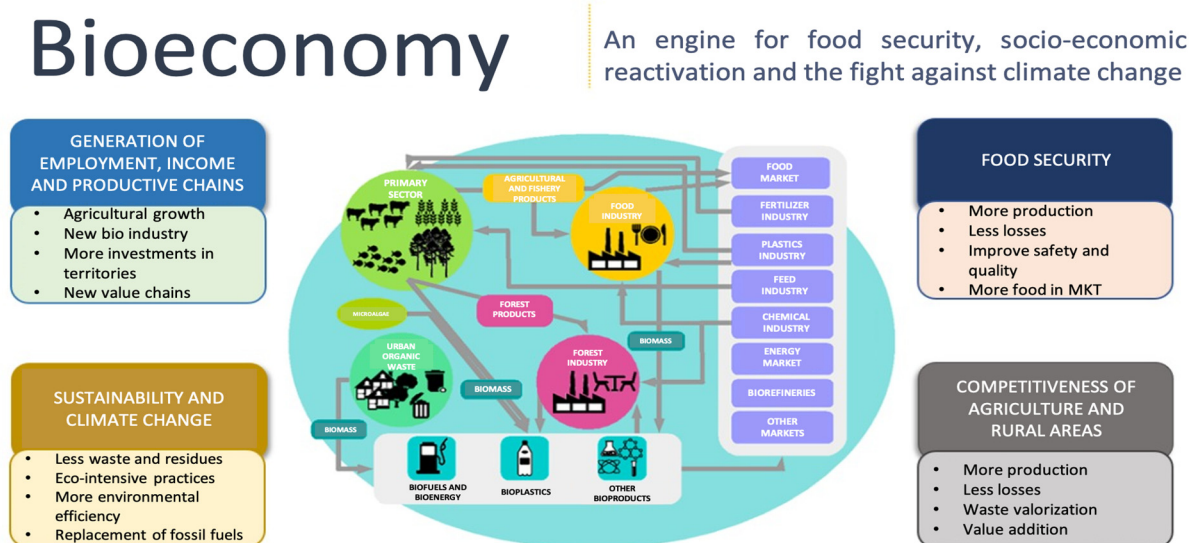 Bioeconomy
An engine for food security, socio-economic
reactivation and the fight against climate change
GENERATION OF
EMPLOYMENT, INCOME
AND PRODUCTIVE CHAINS
• Agricultural growth
• New bio industry
• More investments in
territories
• New value chains
SUSTAINABILITY AND
CLIMATE CHANGE
• Less waste and residues
• Eco-intensive practices
• More environmental
efficiency
• Replacement of fossil fuels
PRIMARY
SECTOR
AGRICULTURAL
AND FISHERY
PRODUCTS
FOOD
INDUSTRY
FOREST
PRODUCTS
MICROALGAE
URBAN
ORGANIC
WASTE
FOREST
INDUSTRY
BIOMASS
BIOMASS
BIOMASS
BIOFUELS AND
BIOENERGY
BIOPLASTICS
OTHER
BIOPRODUCTS
FOOD
MARKET
FERTILIZER
INDUSTRY
PLASTICS
INDUSTRY
FEED
INDUSTRY
CHEMICAL
INDUSTRY
ENERGY
MARKET
BIOREFINERIES
OTHER
MARKETS
FOOD SECURITY
• More production
• Less losses
• Improve safety and
quality
• More food in MKT
COMPETITIVENESS OF
AGRICULTURE AND
RURAL AREAS
• More production
• Less losses
• Waste valorization
• Value addition